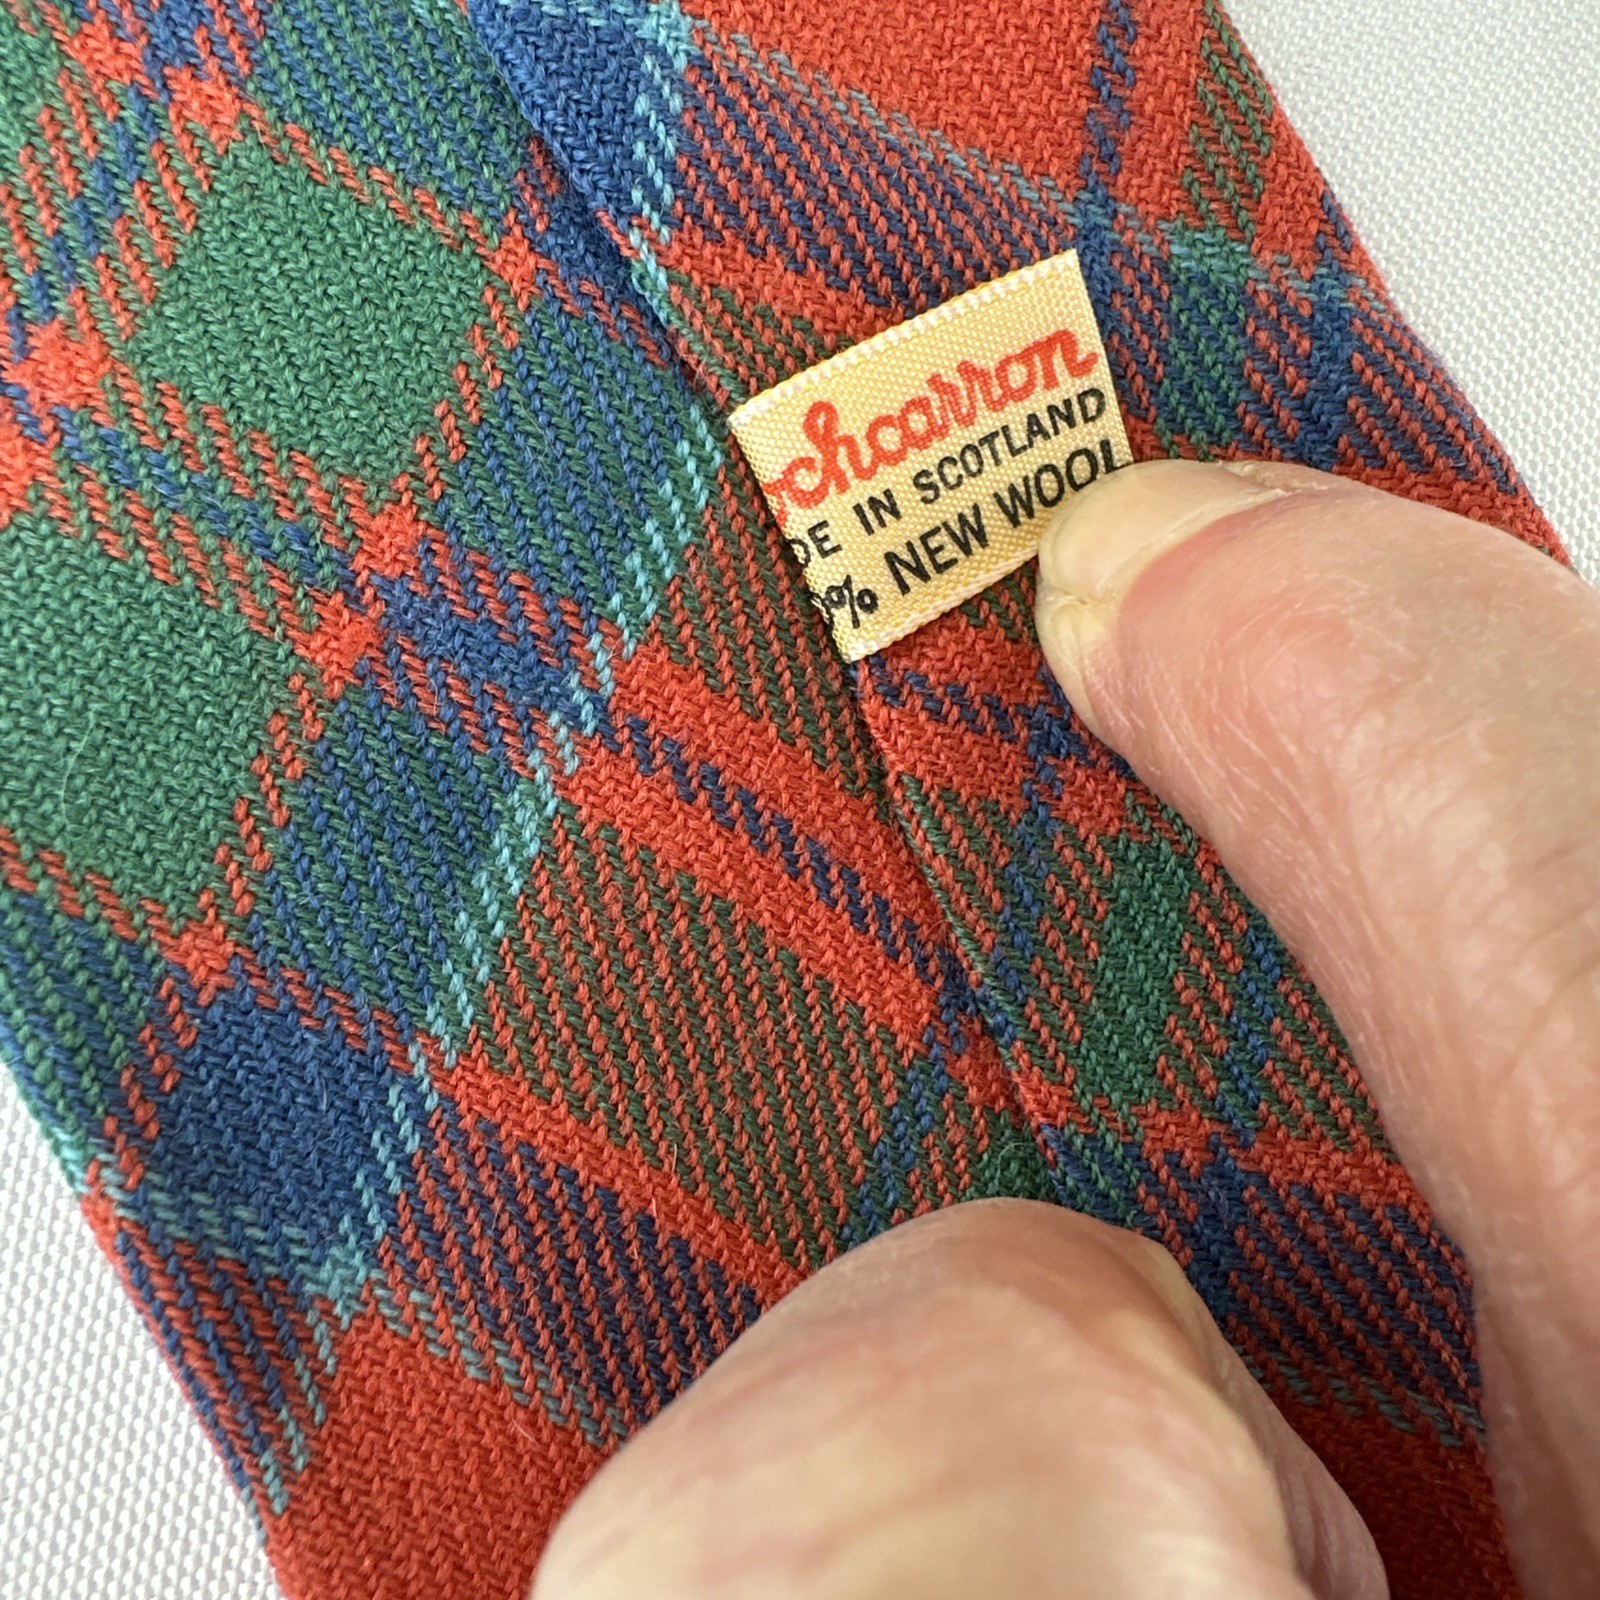 chcarron
DE IN SCOTLAND
% NEW WOOL